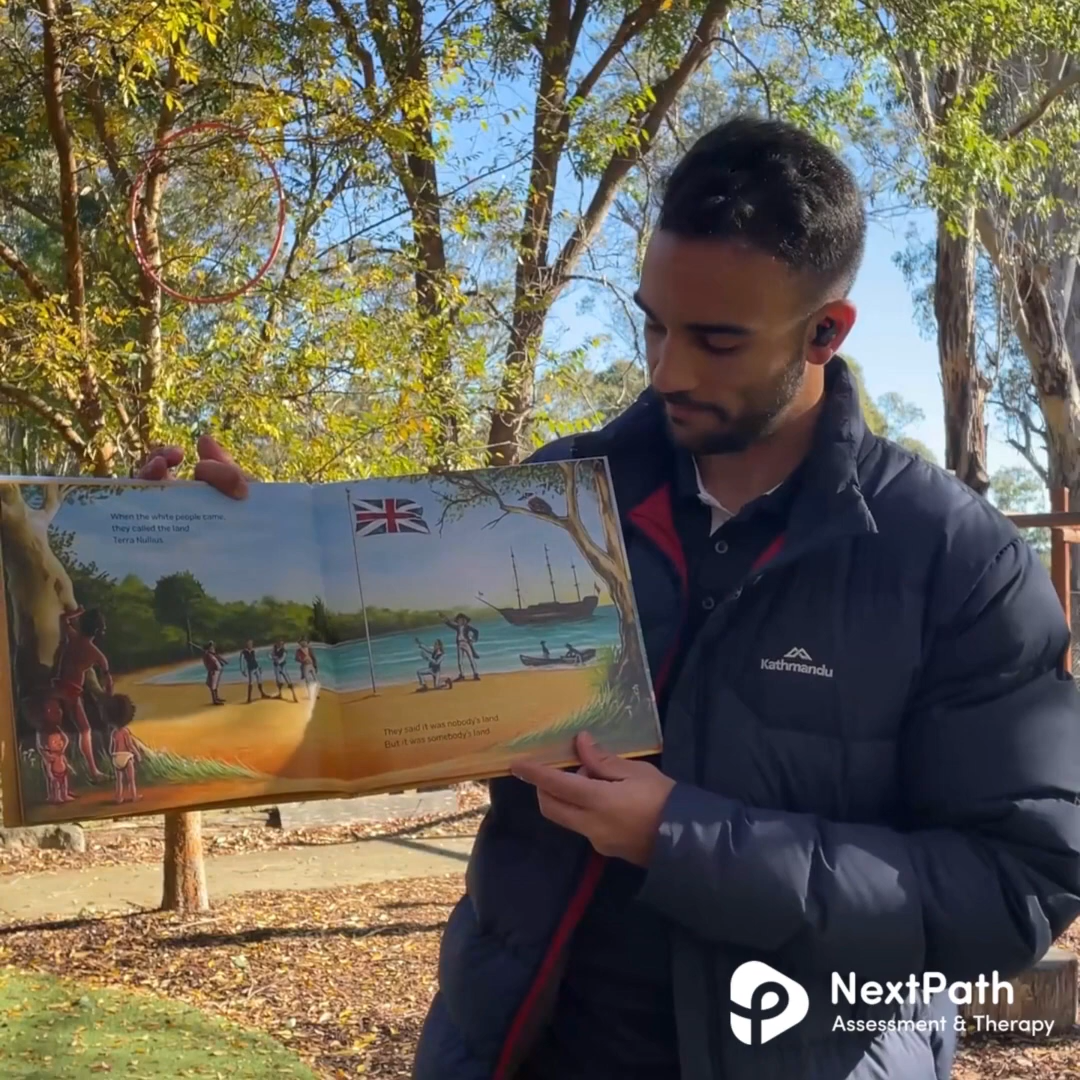 When the white people came,
they called the land
Terra Nullius.
They said it was nobody's land.
But it was somebody's land.
Kathmandu
NextPath
Assessment & Therapy